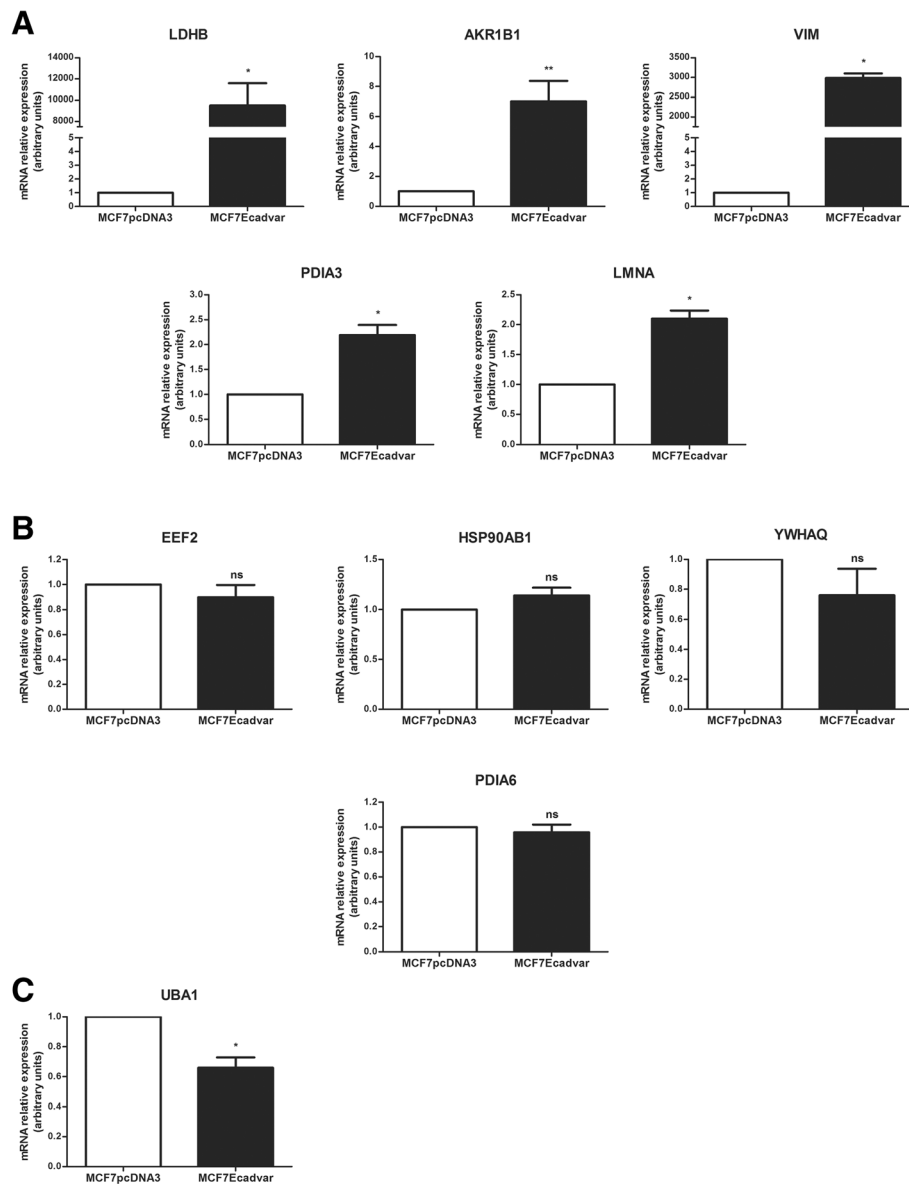 A
LDHB
mRNA relative expression
(arbitrary units)
14000
12000
10000
8000
5
4
3
2
1
0
*
MCF7pcDNA3 MCF7Ecadvar
AKR1B1
mRNA relative expression
(arbitrary units)
10
8
6
4
2
0
**
MCF7pcDNA3 MCF7Ecadvar
VIM
mRNA relative expression
(arbitrary units)
3500
3000
2500
2000
5
4
3
2
1
0
*
MCF7pcDNA3 MCF7Ecadvar
PDIA3
mRNA relative expression
(arbitrary units)
3.0
2.5
2.0
1.5
1.0
0.5
0.0
*
MCF7pcDNA3 MCF7Ecadvar
LMNA
mRNA relative expression
(arbitrary units)
2.5
2.0
1.5
1.0
0.5
0.0
*
MCF7pcDNA3 MCF7Ecadvar
B
EEF2
mRNA relative expression
(arbitrary units)
1.2
1.0
0.8
0.6
0.4
0.2
0.0
ns
MCF7pcDNA3 MCF7Ecadvar
HSP90AB1
mRNA relative expression
(arbitrary units)
1.5
1.0
0.5
0.0
ns
MCF7pcDNA3 MCF7Ecadvar
YWHAQ
mRNA relative expression
(arbitrary units)
1.0
0.8
0.6
0.4
0.2
0.0
ns
MCF7pcDNA3 MCF7Ecadvar
PDIA6
mRNA relative expression
(arbitrary units)
1.2
1.0
0.8
0.6
0.4
0.2
0.0
ns
MCF7pcDNA3 MCF7Ecadvar
C
UBA1
mRNA relative expression
(arbitrary units)
1.0
0.8
0.6
0.4
0.2
0.0
*
MCF7pcDNA3 MCF7Ecadvar